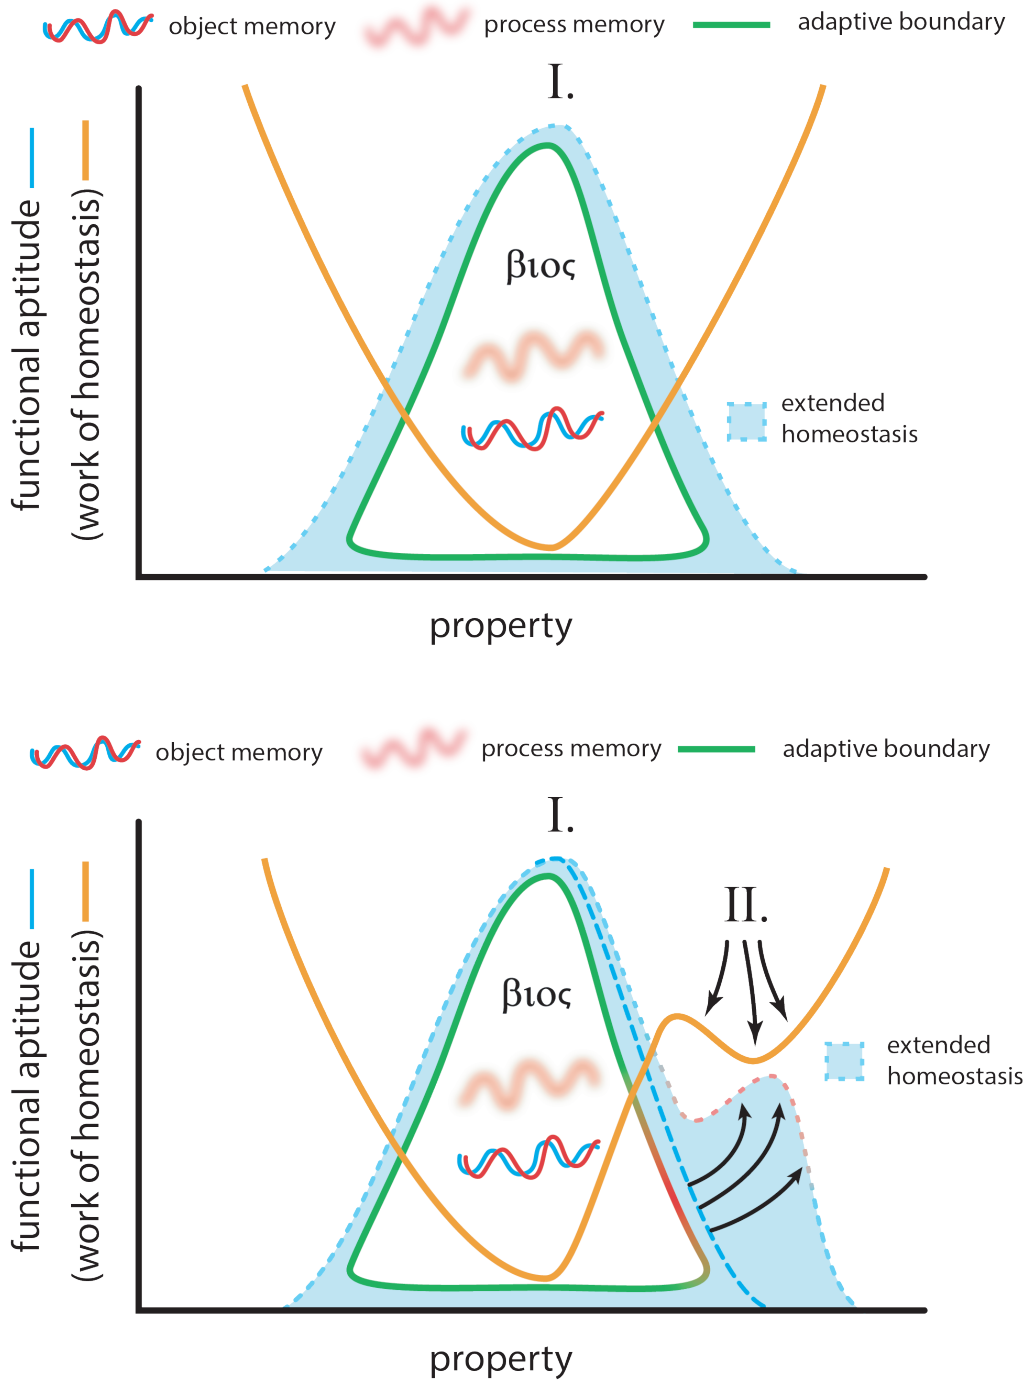 object memory
process memory
adaptive boundary
I.
functional aptitude
(work of homeostasis)
βιος
extended
homeostasis
property
object memory
process memory
adaptive boundary
I.
II.
functional aptitude
(work of homeostasis)
βιος
extended
homeostasis
property